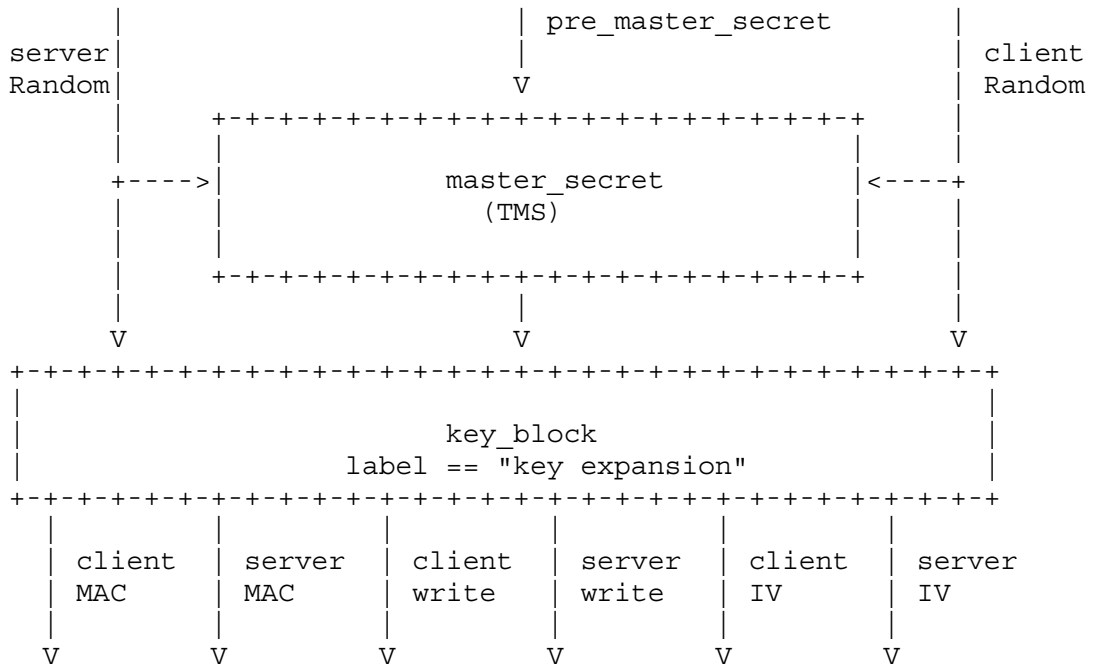 pre_master_secret
server client
Random Random
master_secret
(TMS)
key_block
label == "key expansion"
client server client server client server
MAC MAC write write IV IV